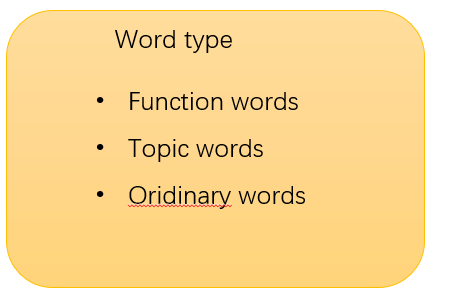 Word type
• Function words
• Topic words
• Oridinary words